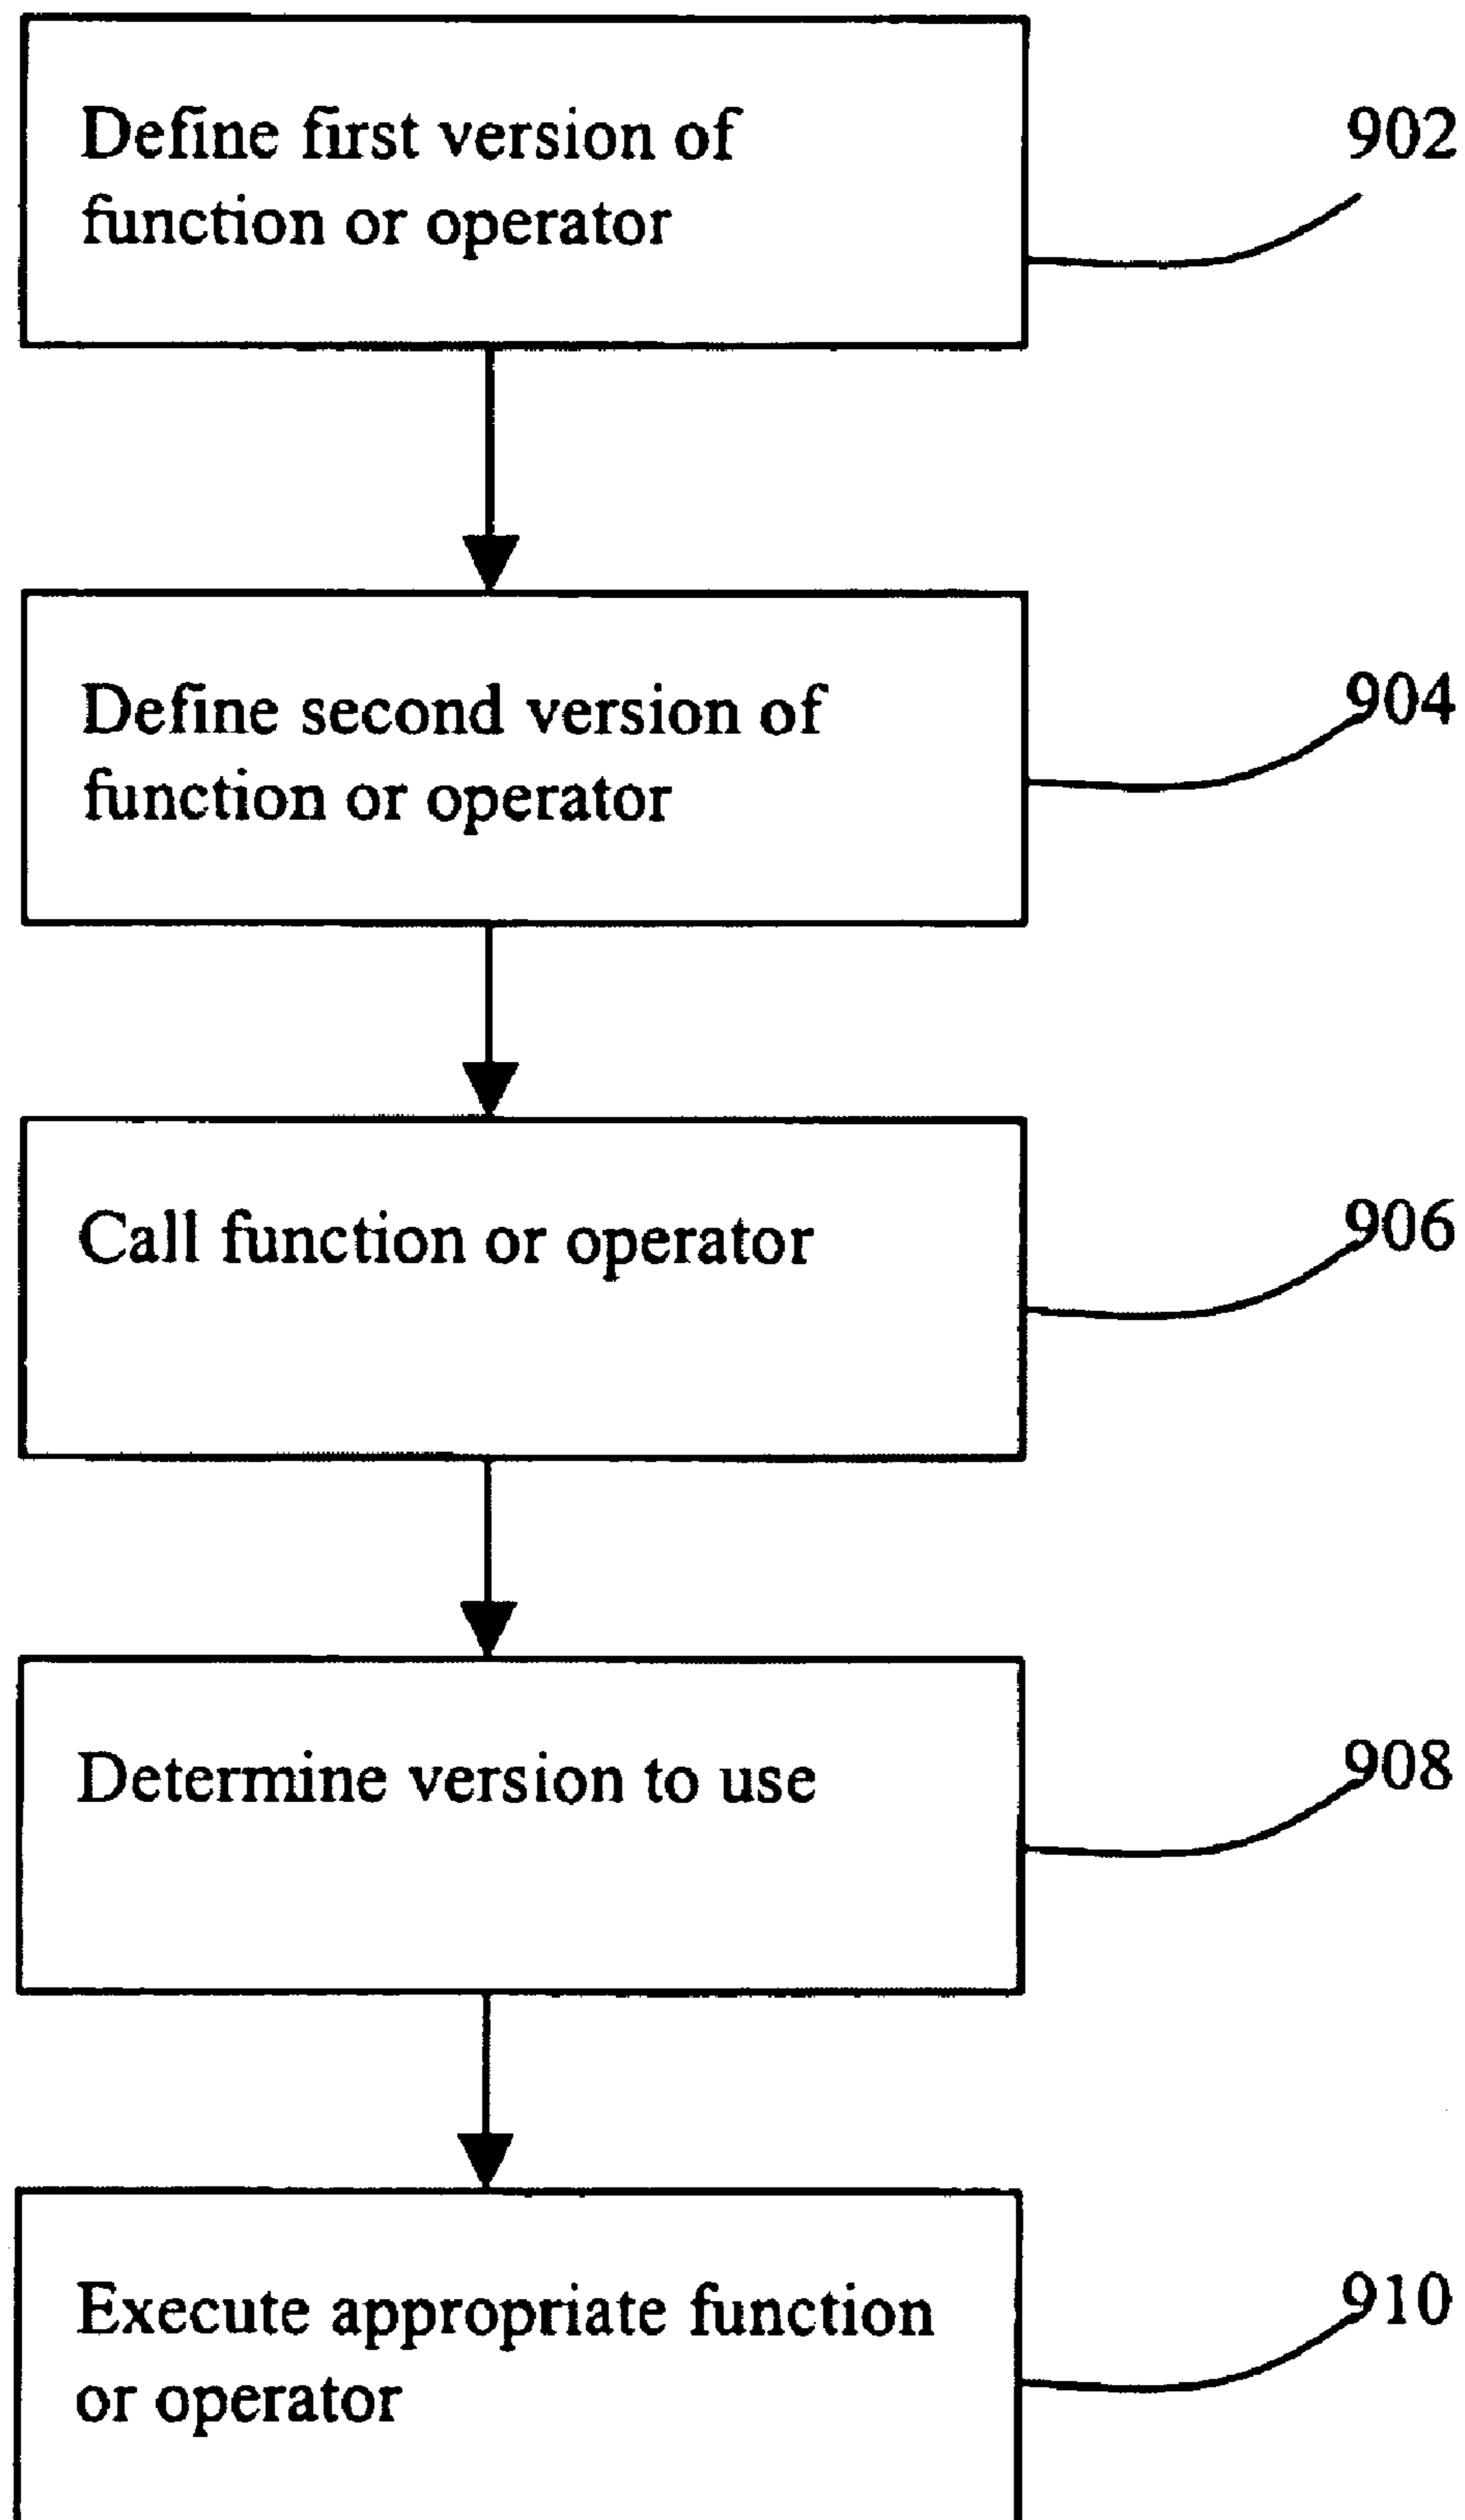 Define first version of
function or operator
902
Define second version of
function or operator
904
Call function or operator
906
Determine version to use
908
Execute appropriate function
or operator
910